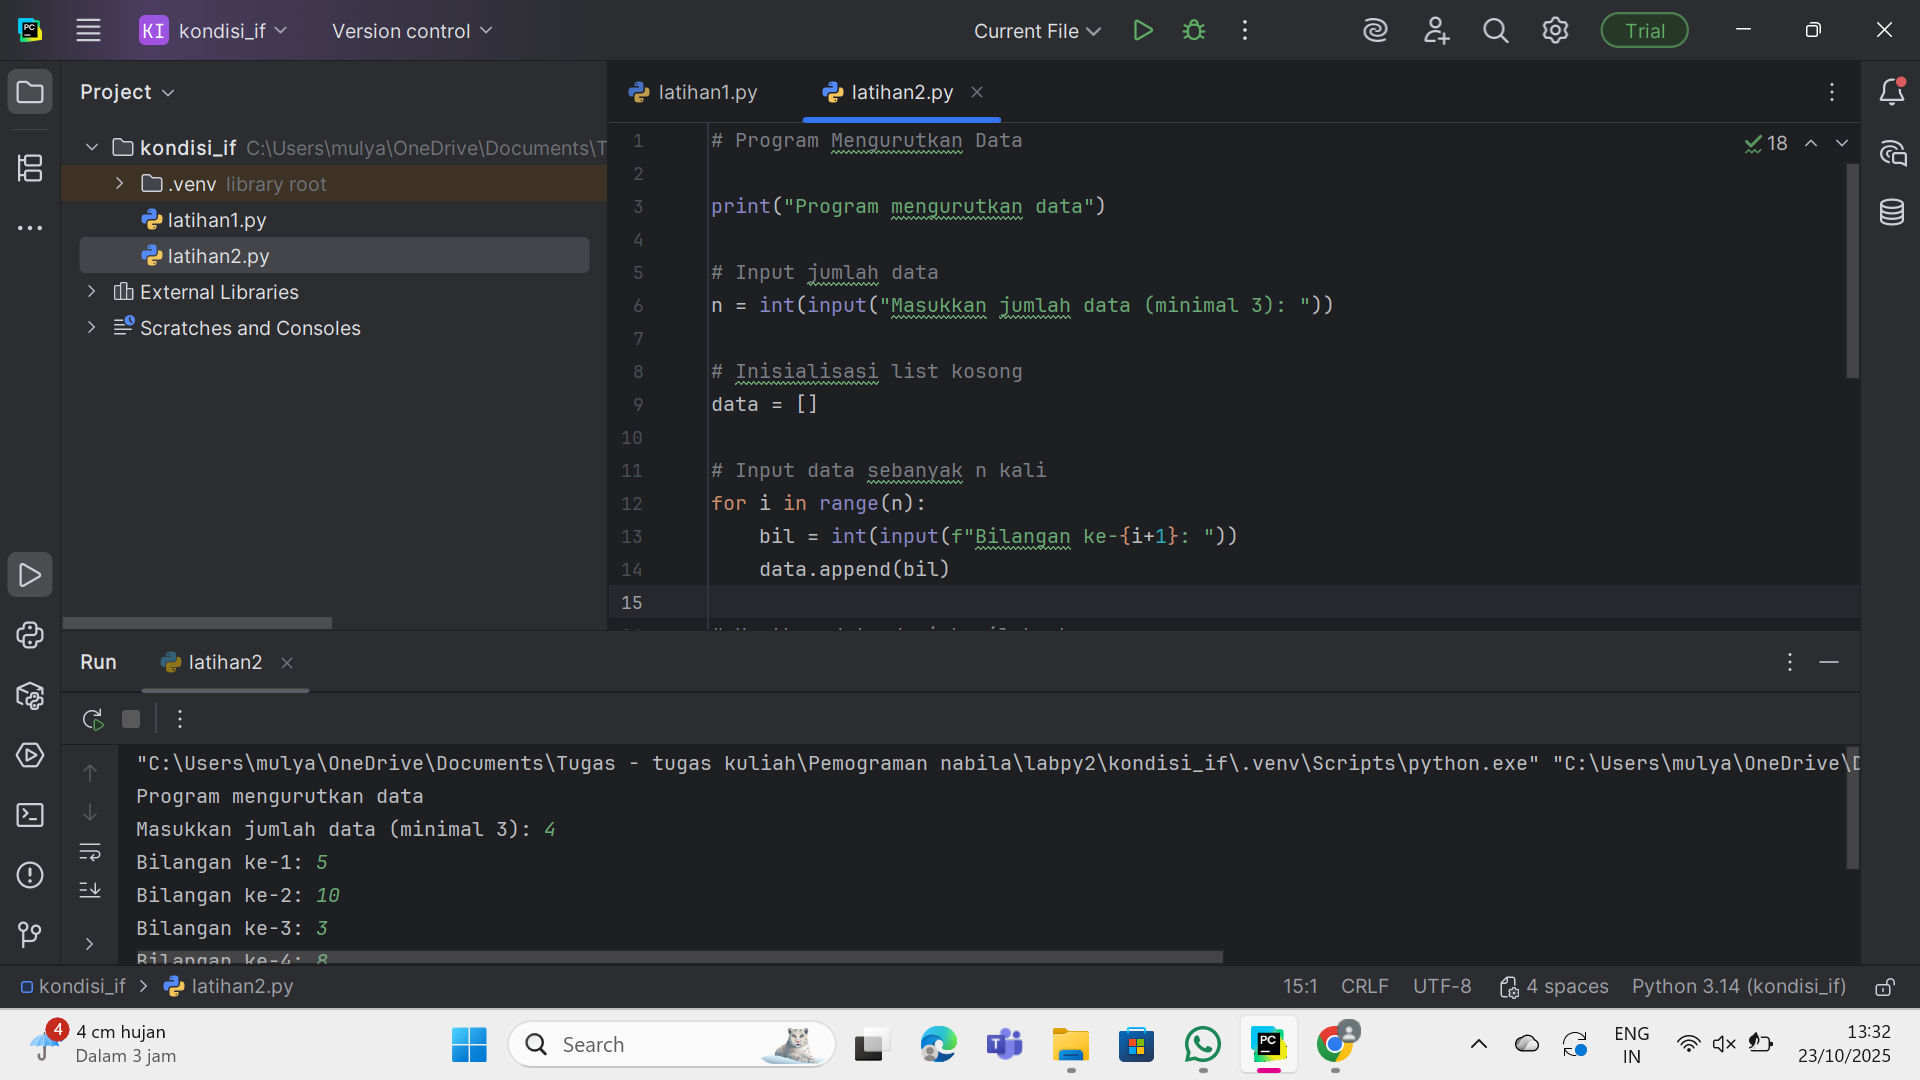 KI kondisi_if Version control Current File Trial
Project
latihan1.py latihan2.py
kondisi_if C:\Users\mulya\OneDrive\Documents\T
.venv library root
latihan1.py
latihan2.py
External Libraries
Scratches and Consoles
18
1 # Program Mengurutkan Data
2
3 print("Program mengurutkan data")
4
5 # Input jumlah data
6 n = int(input("Masukkan jumlah data (minimal 3): "))
7
8 # Inisialisasi list kosong
9 data = []
10
11 # Input data sebanyak n kali
12 for i in range(n):
13 bil = int(input(f"Bilangan ke-{i+1}: "))
14 data.append(bil)
15
Run latihan2
"C:\Users\mulya\OneDrive\Documents\Tugas - tugas kuliah\Pemograman nabila\labpy2\kondisi_if\.venv\Scripts\python.exe" "C:\Users\mulya\OneDrive\D
Program mengurutkan data
Masukkan jumlah data (minimal 3): 4
Bilangan ke-1: 5
Bilangan ke-2: 10
Bilangan ke-3: 3
Bilangan ke-4: 8
kondisi_if > latihan2.py 15:1 CRLF UTF-8 4 spaces Python 3.14 (kondisi_if)
4
4 cm hujan
Dalam 3 jam
Search
ENG
IN
13:32
23/10/2025